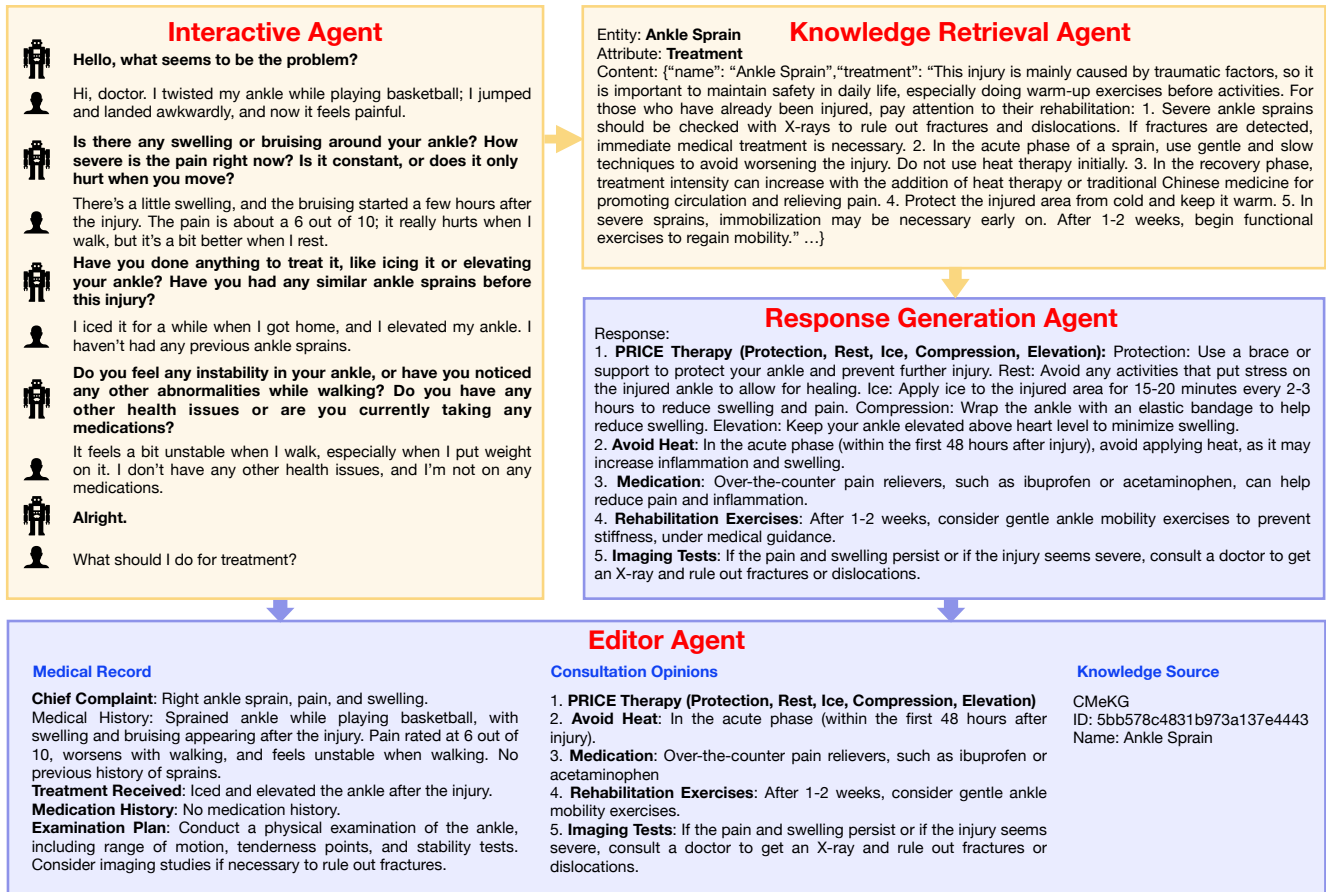 Interactive Agent
Hello, what seems to be the problem?
Hi, doctor. I twisted my ankle while playing basketball; I jumped
and landed awkwardly, and now it feels painful.
Is there any swelling or bruising around your ankle? How
severe is the pain right now? Is it constant, or does it only
hurt when you move?
There's a little swelling, and the bruising started a few hours after
the injury. The pain is about a 6 out of 10; it really hurts when I
walk, but it's a bit better when I rest.
Have you done anything to treat it, like icing it or elevating
your ankle? Have you had any similar ankle sprains before
this injury?
I iced it for a while when I got home, and I elevated my ankle. I
haven't had any previous ankle sprains.
Do you feel any instability in your ankle, or have you noticed
any other abnormalities while walking? Do you have any
other health issues or are you currently taking any
medications?
It feels a bit unstable when I walk, especially when I put weight
on it. I don't have any other health issues, and I'm not on any
medications.
Alright.
What should I do for treatment?
Knowledge Retrieval Agent
Entity: Ankle Sprain
Attribute: Treatment
Content: {"name": "Ankle Sprain","treatment": "This injury is mainly caused by traumatic factors, so it
is important to maintain safety in daily life, especially doing warm-up exercises before activities. For
those who have already been injured, pay attention to their rehabilitation: 1. Severe ankle sprains
should be checked with X-rays to rule out fractures and dislocations. If fractures are detected,
immediate medical treatment is necessary. 2. In the acute phase of a sprain, use gentle and slow
techniques to avoid worsening the injury. Do not use heat therapy initially. 3. In the recovery phase,
treatment intensity can increase with the addition of heat therapy or traditional Chinese medicine for
promoting circulation and relieving pain. 4. Protect the injured area from cold and keep it warm. 5. In
severe sprains, immobilization may be necessary early on. After 1-2 weeks, begin functional
exercises to regain mobility." ...}
Response Generation Agent
Response:
1. PRICE Therapy (Protection, Rest, Ice, Compression, Elevation): Protection: Use a brace or
support to protect your ankle and prevent further injury. Rest: Avoid any activities that put stress on
the injured ankle to allow for healing. Ice: Apply ice to the injured area for 15-20 minutes every 2-3
hours to reduce swelling and pain. Compression: Wrap the ankle with an elastic bandage to help
reduce swelling. Elevation: Keep your ankle elevated above heart level to minimize swelling.
2. Avoid Heat: In the acute phase (within the first 48 hours after injury), avoid applying heat, as it may
increase inflammation and swelling.
3. Medication: Over-the-counter pain relievers, such as ibuprofen or acetaminophen, can help
reduce pain and inflammation.
4. Rehabilitation Exercises: After 1-2 weeks, consider gentle ankle mobility exercises to prevent
stiffness, under medical guidance.
5. Imaging Tests: If the pain and swelling persist or if the injury seems severe, consult a doctor to get
an X-ray and rule out fractures or dislocations.
Editor Agent
Medical Record
Chief Complaint: Right ankle sprain, pain, and swelling.
Medical History: Sprained ankle while playing basketball, with
swelling and bruising appearing after the injury. Pain rated at 6 out of
10, worsens with walking, and feels unstable when walking. No
previous history of sprains.
Treatment Received: Iced and elevated the ankle after the injury.
Medication History: No medication history.
Examination Plan: Conduct a physical examination of the ankle,
including range of motion, tenderness points, and stability tests.
Consider imaging studies if necessary to rule out fractures.
Consultation Opinions
1. PRICE Therapy (Protection, Rest, Ice, Compression, Elevation)
2. Avoid Heat: In the acute phase (within the first 48 hours after
injury).
3. Medication: Over-the-counter pain relievers, such as ibuprofen or
acetaminophen
4. Rehabilitation Exercises: After 1-2 weeks, consider gentle ankle
mobility exercises.
5. Imaging Tests: If the pain and swelling persist or if the injury seems
severe, consult a doctor to get an X-ray and rule out fractures or
dislocations.
Knowledge Source
CMeKG
ID: 5bb578c4831b973a137e4443
Name: Ankle Sprain